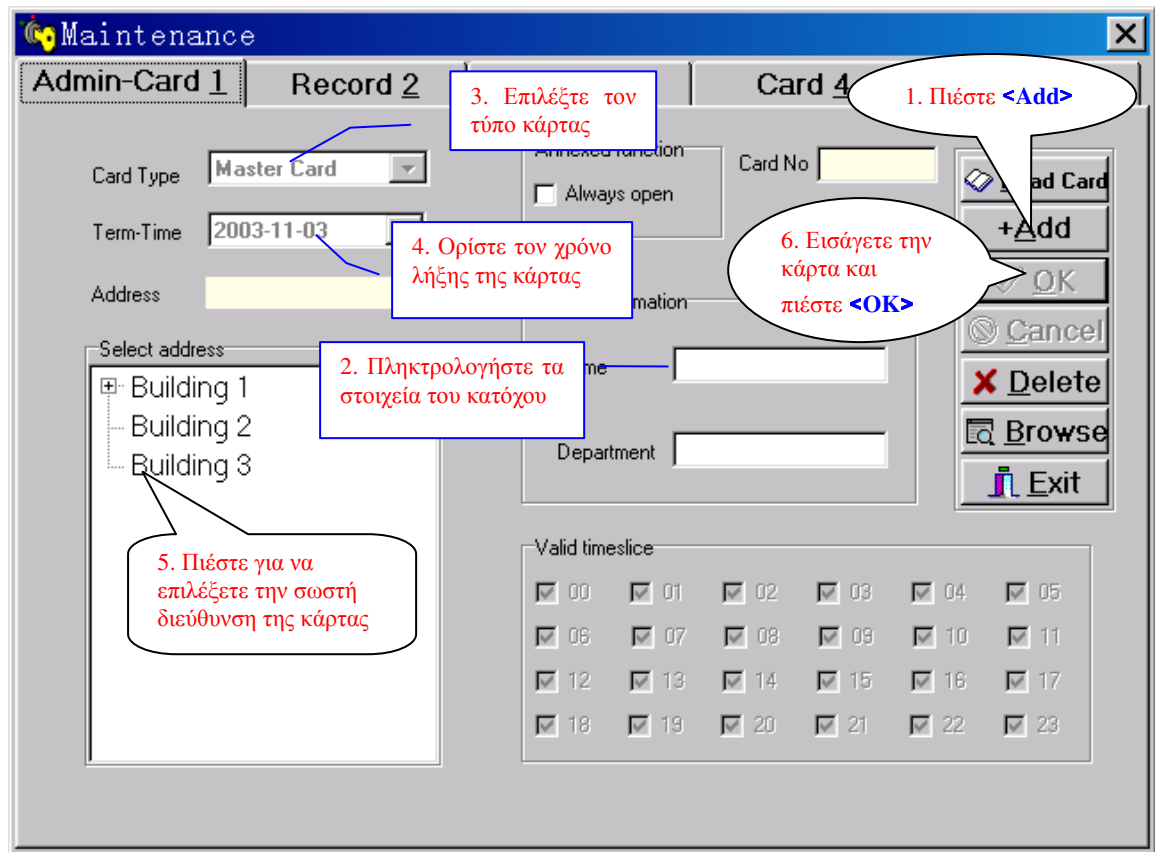 Maintenance
Admin-Card 1
Record 2
Card 4
1. Πιέστε <Add>
3. Επιλέξτε τον
τύπο κάρτας
Card Type
Master Card
Annexed function
Always open
Card No
Card
+Add
Term-Time
2003-11-03
4. Ορίστε τον χρόνο
λήξης της κάρτας
6. Εισάγετε την
κάρτα και
πιέστε <OK>
OK
Address
Cancel
Select address
Building 1
Building 2
Building 3
2. Πληκτρολογήστε τα
στοιχεία του κατόχου
Delete
Browse
Department
Exit
5. Πιέστε για να
επιλέξετε την σωστή
διεύθυνση της κάρτας
Valid timeslice
00 01 02 03 04 05
06 07 08 09 10 11
12 13 14 15 16 17
18 19 20 21 22 23